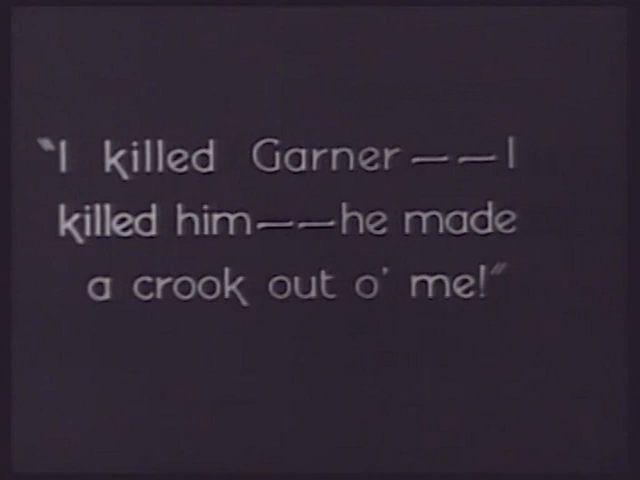 "I killed Garner — — I
killed him — — he made
a crook out o' me!"